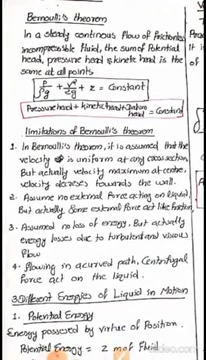 Bernoulli's theorem
In a steady continous Flow of Frictionless
incompressible fluid, the sum of Potential
head, pressure head & kinetic head is the
same at all points
P/ρg + v²/2g + z = Constant
Pressure head + kinetic head + 
head = Constant
limitations of Bernoulli's theorem
1. In Bernoulli's theorem, it is assumed that the
velocity is uniform at any cross section
But actually velocity maximum at centre,
velocity decreases towards the wall.
2. Assume no external Force acting on liquid,
But actually Some external force act like friction
3. Assumed no loss of energy, But actually
energy losses due to turbulent and viscous
Flow
4. Flowing in a curved path, Centrifugal
Force act on the liquid.
3 Different Energies of Liquid in Motion
1. Potential Energy
Energy possessed by virtue of Position.
Potential Energy = z m of Fluid